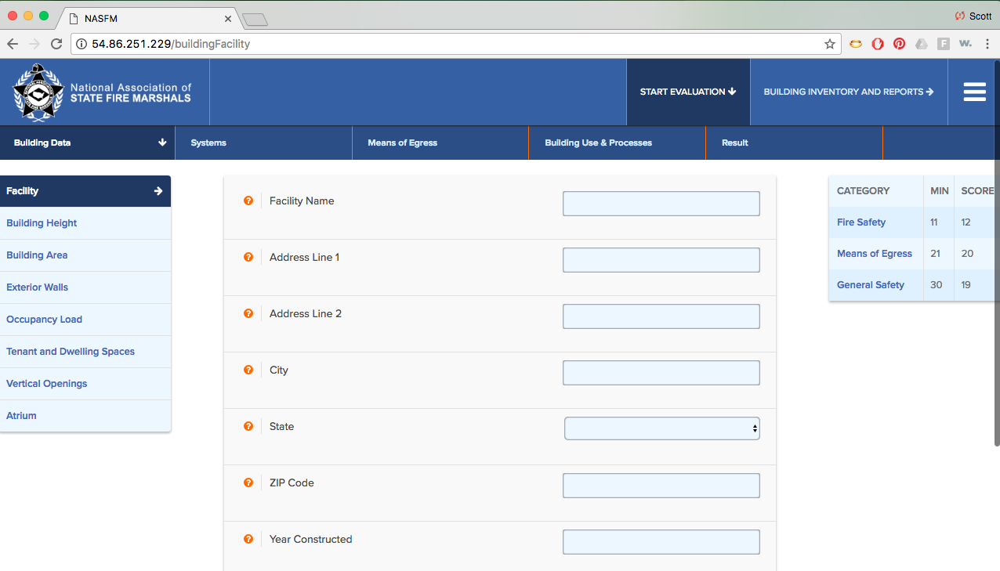 NASFM
Scott
54.86.251.229/buildingFacility
National Association of
STATE FIRE MARSHALS
START EVALUATION
BUILDING INVENTORY AND REPORTS
Building Data
Systems
Means of Egress
Building Use & Processes
Result
Facility
Building Height
Building Area
Exterior Walls
Occupancy Load
Tenant and Dwelling Spaces
Vertical Openings
Atrium
? Facility Name
? Address Line 1
? Address Line 2
? City
? State
? ZIP Code
? Year Constructed
CATEGORY MIN SCORE
Fire Safety 11 12
Means of Egress 21 20
General Safety 30 19